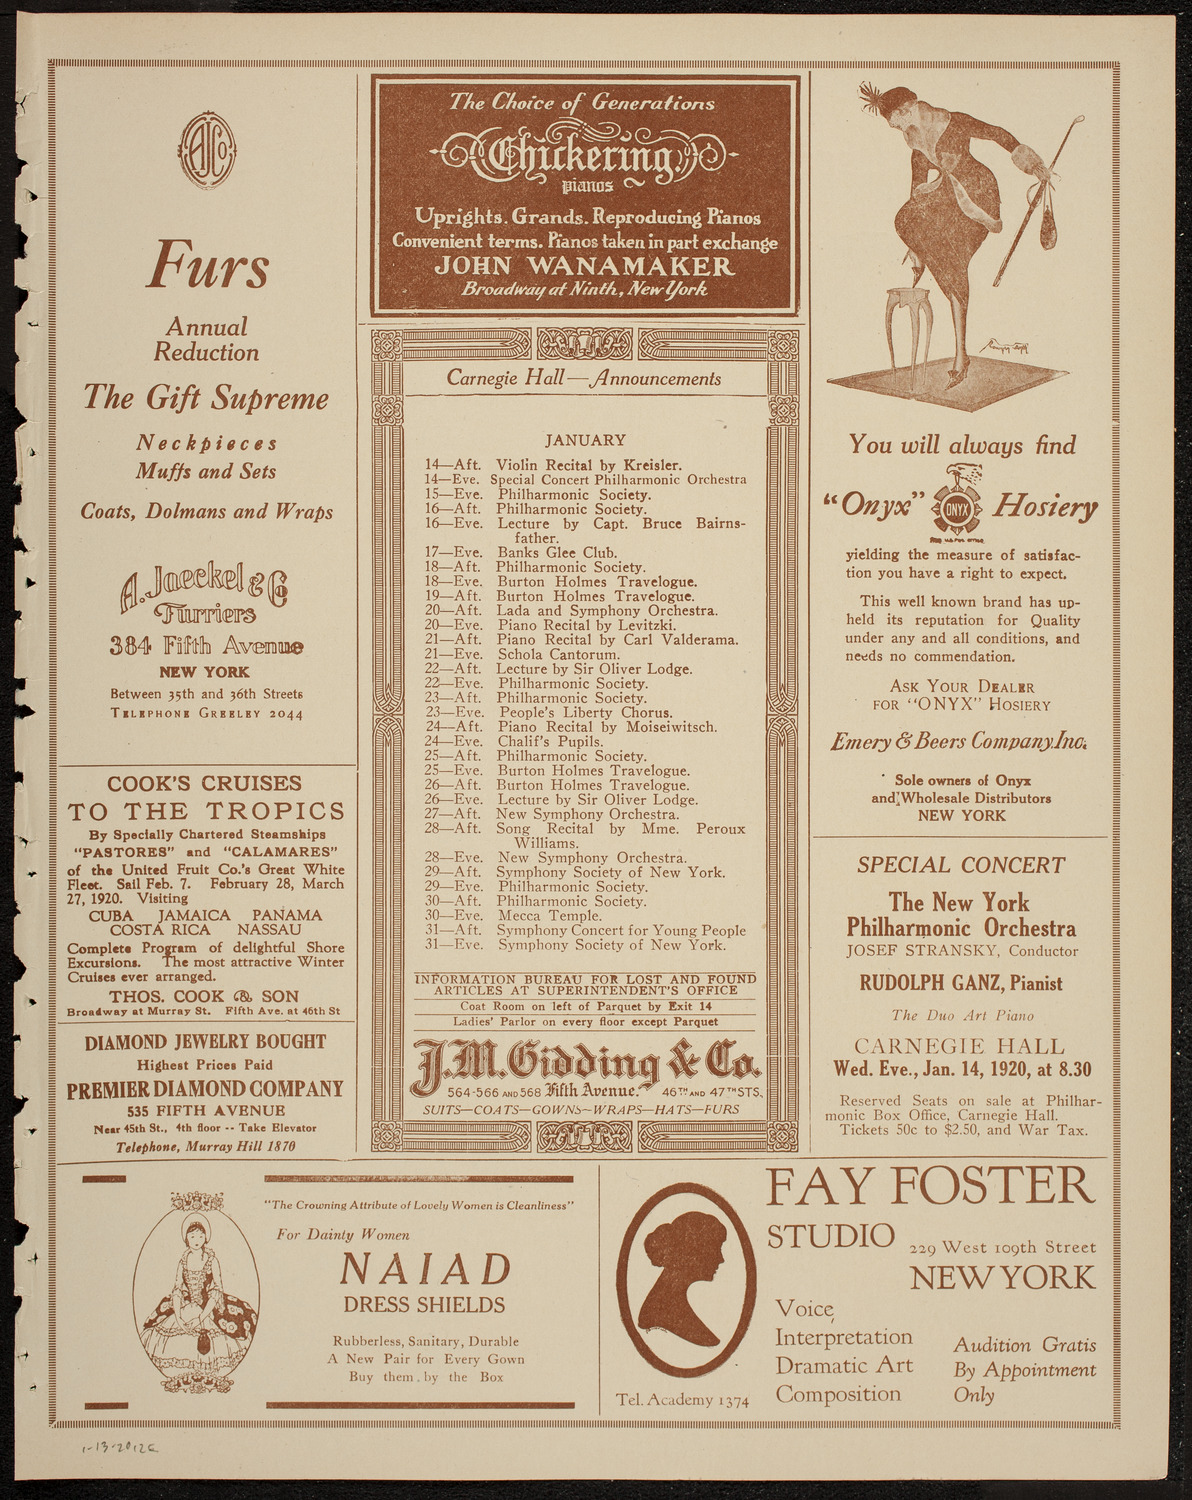 AJCo
Furs
Annual
Reduction
The Gift Supreme
Neckpieces
Muffs and Sets
Coats, Dolmans and Wraps
A. Jaeckel & Co
Furriers
384 Fifth Avenue
NEW YORK
Between 35th and 36th Streets
TELEPHONE GREELEY 2044
COOK'S CRUISES
TO THE TROPICS
By Specially Chartered Steamships
"PASTORES" and "CALAMARES"
of the United Fruit Co.'s Great White
Fleet. Sail Feb. 7. February 28, March
27, 1920. Visiting
CUBA JAMAICA PANAMA
COSTA RICA NASSAU
Complete Program of delightful Shore
Excursions. The most attractive Winter
Cruises ever arranged.
THOS. COOK & SON
Broadway at Murray St. Fifth Ave. at 46th St
DIAMOND JEWELRY BOUGHT
Highest Prices Paid
PREMIER DIAMOND COMPANY
535 FIFTH AVENUE
Near 45th St., 4th floor -- Take Elevator
Telephone, Murray Hill 1870
The Choice of Generations
Chickering
pianos
Uprights. Grands. Reproducing Pianos
Convenient terms. Pianos taken in part exchange
JOHN WANAMAKER
Broadway at Ninth, New York
Carnegie Hall—Announcements
JANUARY
14—Aft. Violin Recital by Kreisler.
14—Eve. Special Concert Philharmonic Orchestra
15—Eve. Philharmonic Society.
16—Aft. Philharmonic Society.
16—Eve. Lecture by Capt. Bruce Bairns-
father.
17—Eve. Banks Glee Club.
18—Aft. Philharmonic Society.
18—Eve. Burton Holmes Travelogue.
19—Aft. Burton Holmes Travelogue.
20—Aft. Lada and Symphony Orchestra.
20—Eve. Piano Recital by Levitzki.
21—Aft. Piano Recital by Carl Valderama.
21—Eve. Schola Cantorum.
22—Aft. Lecture by Sir Oliver Lodge.
22—Eve. Philharmonic Society.
23—Aft. Philharmonic Society.
23—Eve. People's Liberty Chorus.
24—Aft. Piano Recital by Moiseiwitsch.
24—Eve. Chalif's Pupils.
25—Aft. Philharmonic Society.
25—Eve. Burton Holmes Travelogue.
26—Aft. Burton Holmes Travelogue.
26—Eve. Lecture by Sir Oliver Lodge.
27—Aft. New Symphony Orchestra.
28—Aft. Song Recital by Mme. Peroux
Williams.
28—Eve. New Symphony Orchestra.
29—Aft. Symphony Society of New York.
29—Eve. Philharmonic Society.
30—Aft. Philharmonic Society.
30—Eve. Mecca Temple.
31—Aft. Symphony Concert for Young People
31—Eve. Symphony Society of New York.
INFORMATION BUREAU FOR LOST AND FOUND
ARTICLES AT SUPERINTENDENT'S OFFICE
Coat Room on left of Parquet by Exit 14
Ladies' Parlor on every floor except Parquet
J.M. Gidding & Co.
564-566 AND 568 Fifth Avenue. 46TH AND 47TH STS.
SUITS—COATS—GOWNS—WRAPS—HATS—FURS
You will always find
"Onyx" ONYX Hosiery
yielding the measure of satisfac-
tion you have a right to expect.
This well known brand has up-
held its reputation for Quality
under any and all conditions, and
needs no commendation.
ASK YOUR DEALER
FOR "ONYX" HOSIERY
Emery & Beers Company Inc.
Sole owners of Onyx
and Wholesale Distributors
NEW YORK
SPECIAL CONCERT
The New York
Philharmonic Orchestra
JOSEF STRANSKY, Conductor
RUDOLPH GANZ, Pianist
The Duo Art Piano
CARNEGIE HALL
Wed. Eve., Jan. 14, 1920, at 8.30
Reserved Seats on sale at Philhar-
monic Box Office, Carnegie Hall.
Tickets 50c to $2.50, and War Tax.
"The Crowning Attribute of Lovely Women is Cleanliness"
For Dainty Women
NAIAD
DRESS SHIELDS
Rubberless, Sanitary, Durable
A New Pair for Every Gown
Buy them by the Box
FAY FOSTER
STUDIO 229 West 109th Street
NEW YORK
Voice,
Interpretation
Dramatic Art
Composition
Audition Gratis
By Appointment
Only
Tel. Academy 1374